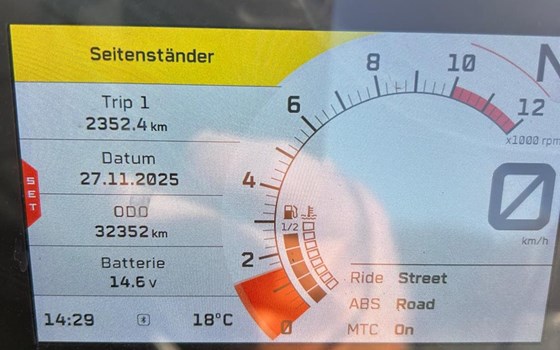 Seitenständer
Trip 1
2352.4 km
Datum
27.11.2025
ODO
32352 km
Batterie
14.6 v
14:29
18°C
SET
0
2
4
6
8
10
12
x1000 rpm
N
1/2
0
km/h
Ride Street
ABS Road
MTC On